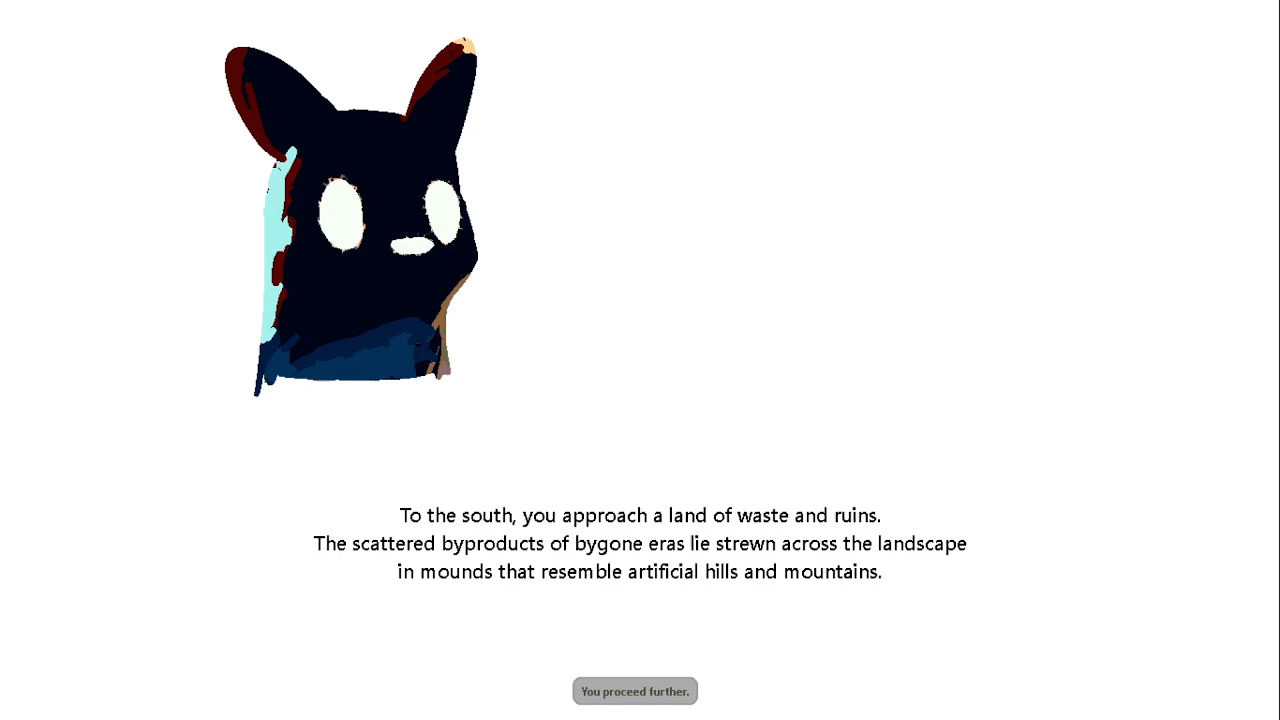 To the south, you approach a land of waste and ruins.
The scattered byproducts of bygone eras lie strewn across the landscape
in mounds that resemble artificial hills and mountains.
You proceed further.